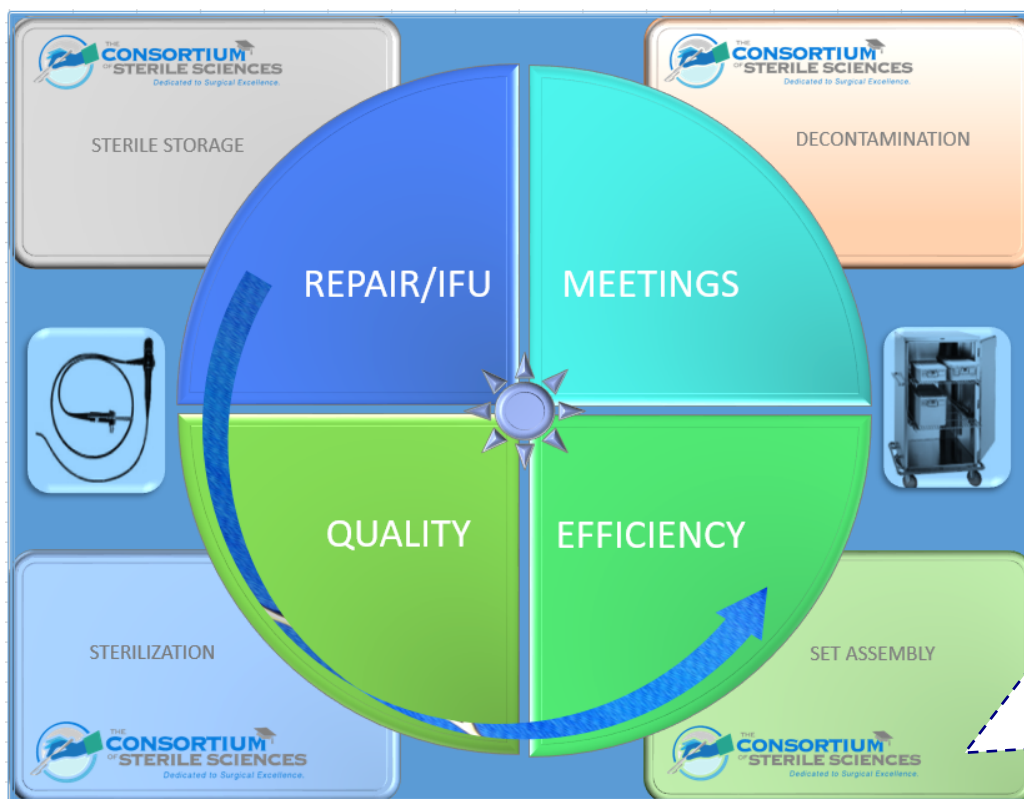 THE
CONSORTIUM
OF STERILE SCIENCES
Dedicated to Surgical Excellence.
STERILE STORAGE
THE
CONSORTIUM
OF STERILE SCIENCES
Dedicated to Surgical Excellence.
DECONTAMINATION
REPAIR/IFU
MEETINGS
QUALITY
EFFICIENCY
STERILIZATION
THE
CONSORTIUM
OF STERILE SCIENCES
Dedicated to Surgical Excellence.
SET ASSEMBLY
THE
CONSORTIUM
OF STERILE SCIENCES
Dedicated to Surgical Excellence.